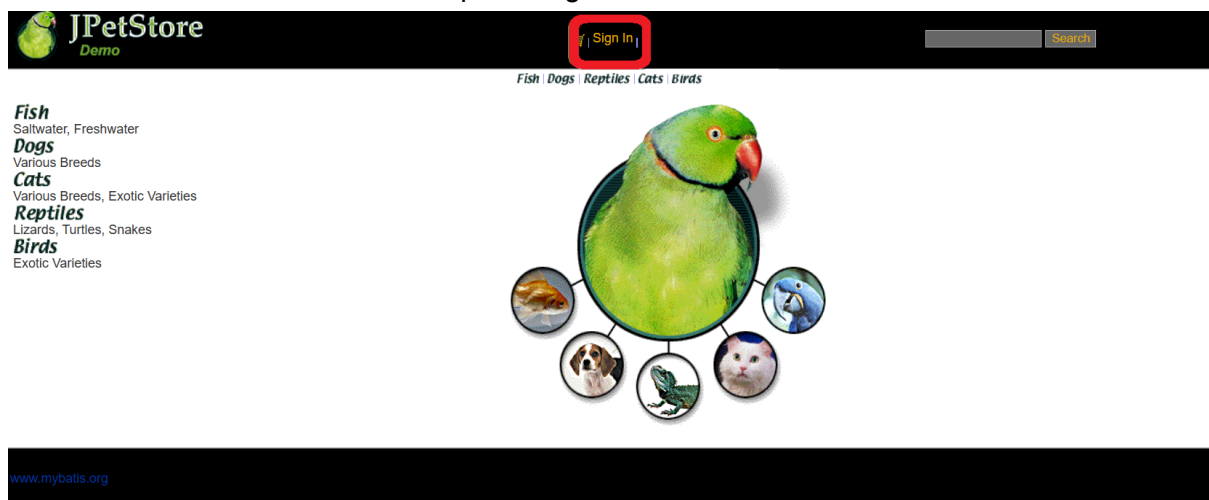 JPetStore
Demo
| Sign In |
Search
Fish | Dogs | Reptiles | Cats | Birds
Fish
Saltwater, Freshwater
Dogs
Various Breeds
Cats
Various Breeds, Exotic Varieties
Reptiles
Lizards, Turtles, Snakes
Birds
Exotic Varieties
www.mybatis.org